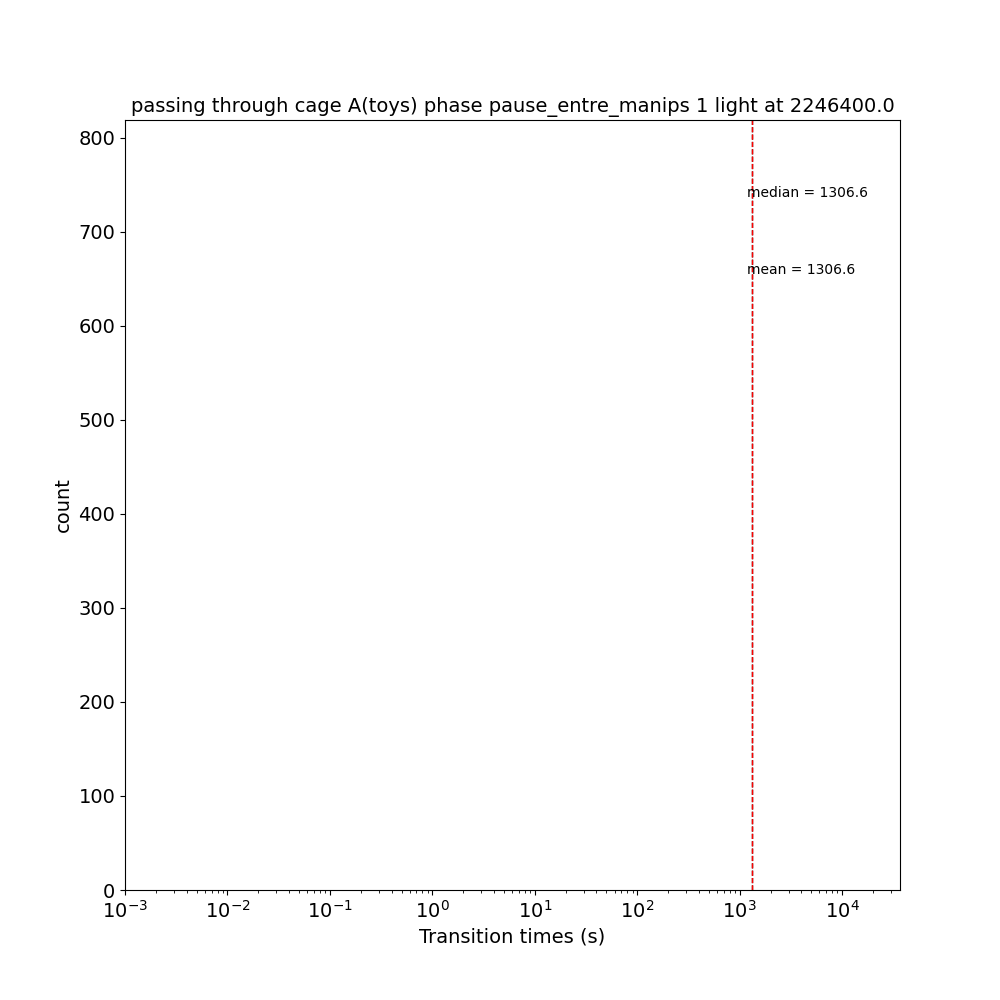 passing through cage A(toys) phase pause_entre_manips 1 light at 2246400.0
800
median = 1306.6
700
mean = 1306.6
600
500
count
400
300
200
100
0
10⁻³ 10⁻² 10⁻¹ 10⁰ 10¹ 10² 10³ 10⁴
Transition times (s)